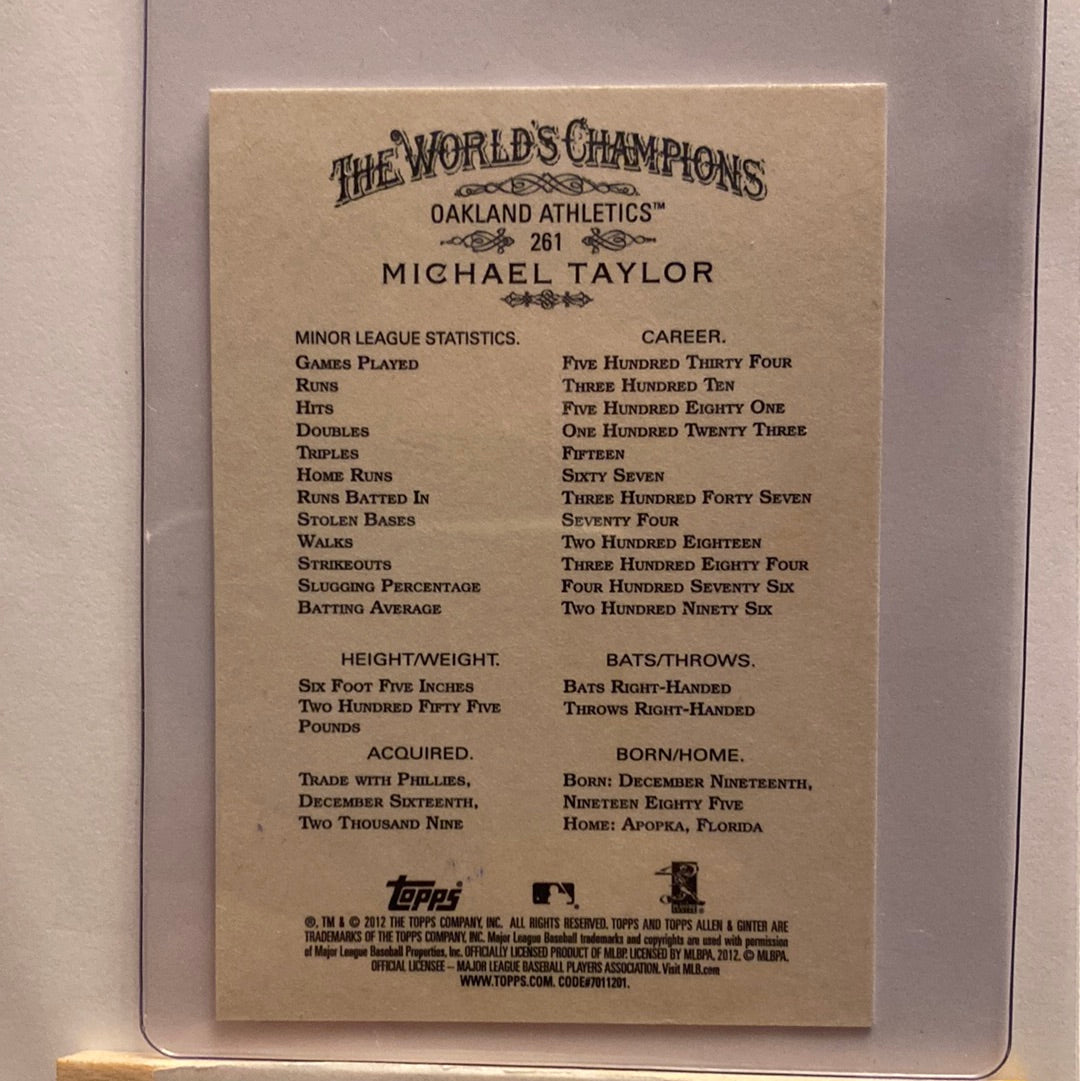 THE WORLD'S CHAMPIONS
OAKLAND ATHLETICS™
261
MICHAEL TAYLOR
MINOR LEAGUE STATISTICS. CAREER.
GAMES PLAYED FIVE HUNDRED THIRTY FOUR
RUNS THREE HUNDRED TEN
HITS FIVE HUNDRED EIGHTY ONE
DOUBLES ONE HUNDRED TWENTY THREE
TRIPLES FIFTEEN
HOME RUNS SIXTY SEVEN
RUNS BATTED IN THREE HUNDRED FORTY SEVEN
STOLEN BASES SEVENTY FOUR
WALKS TWO HUNDRED EIGHTEEN
STRIKEOUTS THREE HUNDRED EIGHTY FOUR
SLUGGING PERCENTAGE FOUR HUNDRED SEVENTY SIX
BATTING AVERAGE TWO HUNDRED NINETY SIX
HEIGHT/WEIGHT.
SIX FOOT FIVE INCHES
TWO HUNDRED FIFTY FIVE
POUNDS
BATS/THROWS.
BATS RIGHT-HANDED
THROWS RIGHT-HANDED
ACQUIRED.
TRADE WITH PHILLIES,
DECEMBER SIXTEENTH,
TWO THOUSAND NINE
BORN/HOME.
BORN: DECEMBER NINETEENTH,
NINETEEN EIGHTY FIVE
HOME: APOPKA, FLORIDA
Topps
®, TM & © 2012 THE TOPPS COMPANY, INC. ALL RIGHTS RESERVED. TOPPS AND TOPPS ALLEN & GINTER ARE
TRADEMARKS OF THE TOPPS COMPANY, INC. Major League Baseball trademarks and copyrights are used with permission
of Major League Baseball Properties, Inc. OFFICIALLY LICENSED PRODUCT OF MLBP. LICENSED BY MLBPA, 2012. © MLBPA.
OFFICIAL LICENSEE – MAJOR LEAGUE BASEBALL PLAYERS ASSOCIATION. Visit MLB.com
WWW.TOPPS.COM. CODE#7011201.